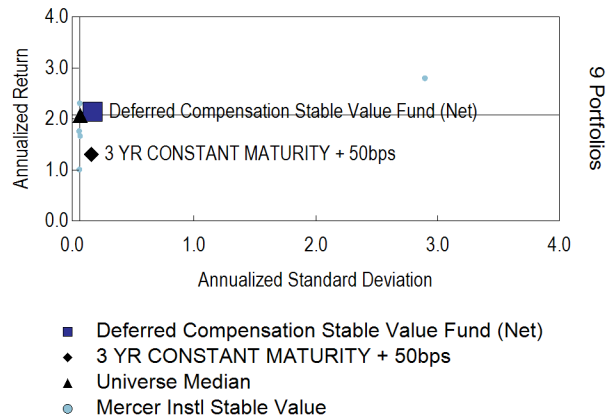 4.0
3.0
2.0
1.0
0.0
Annualized Return
Deferred Compensation Stable Value Fund (Net)
3 YR CONSTANT MATURITY + 50bps
9 Portfolios
0.0 1.0 2.0 3.0 4.0
Annualized Standard Deviation
Deferred Compensation Stable Value Fund (Net)
3 YR CONSTANT MATURITY + 50bps
Universe Median
Mercer Instl Stable Value